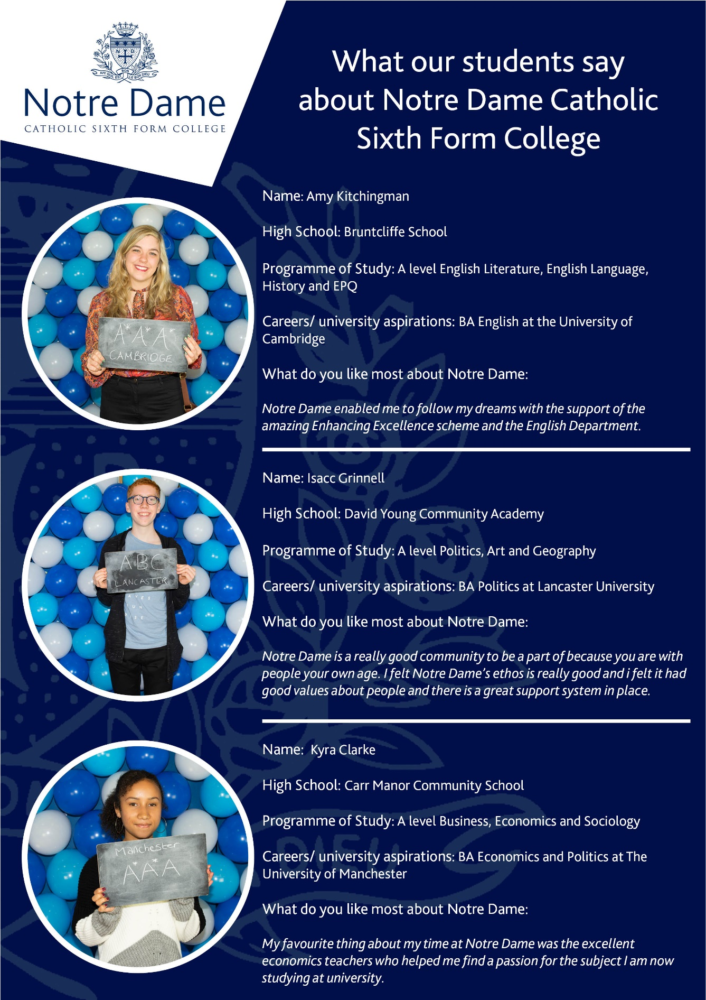 AH! QU'IL EST BON LE BON DIEU
N D
Notre Dame
CATHOLIC SIXTH FORM COLLEGE
What our students say
about Notre Dame Catholic
Sixth Form College
Name: Amy Kitchingman
High School: Bruntcliffe School
Programme of Study: A level English Literature, English Language,
History and EPQ
Careers/ university aspirations: BA English at the University of
Cambridge
What do you like most about Notre Dame:
Notre Dame enabled me to follow my dreams with the support of the
amazing Enhancing Excellence scheme and the English Department.
A* A* A*
CAMBRIDGE
Name: Isacc Grinnell
High School: David Young Community Academy
Programme of Study: A level Politics, Art and Geography
Careers/ university aspirations: BA Politics at Lancaster University
What do you like most about Notre Dame:
Notre Dame is a really good community to be a part of because you are with
people your own age. I felt Notre Dame's ethos is really good and i felt it had
good values about people and there is a great support system in place.
ABC
LANCASTER
Name: Kyra Clarke
High School: Carr Manor Community School
Programme of Study: A level Business, Economics and Sociology
Careers/ university aspirations: BA Economics and Politics at The
University of Manchester
What do you like most about Notre Dame:
My favourite thing about my time at Notre Dame was the excellent
economics teachers who helped me find a passion for the subject I am now
studying at university.
Manchester
A* A* A
DIEU